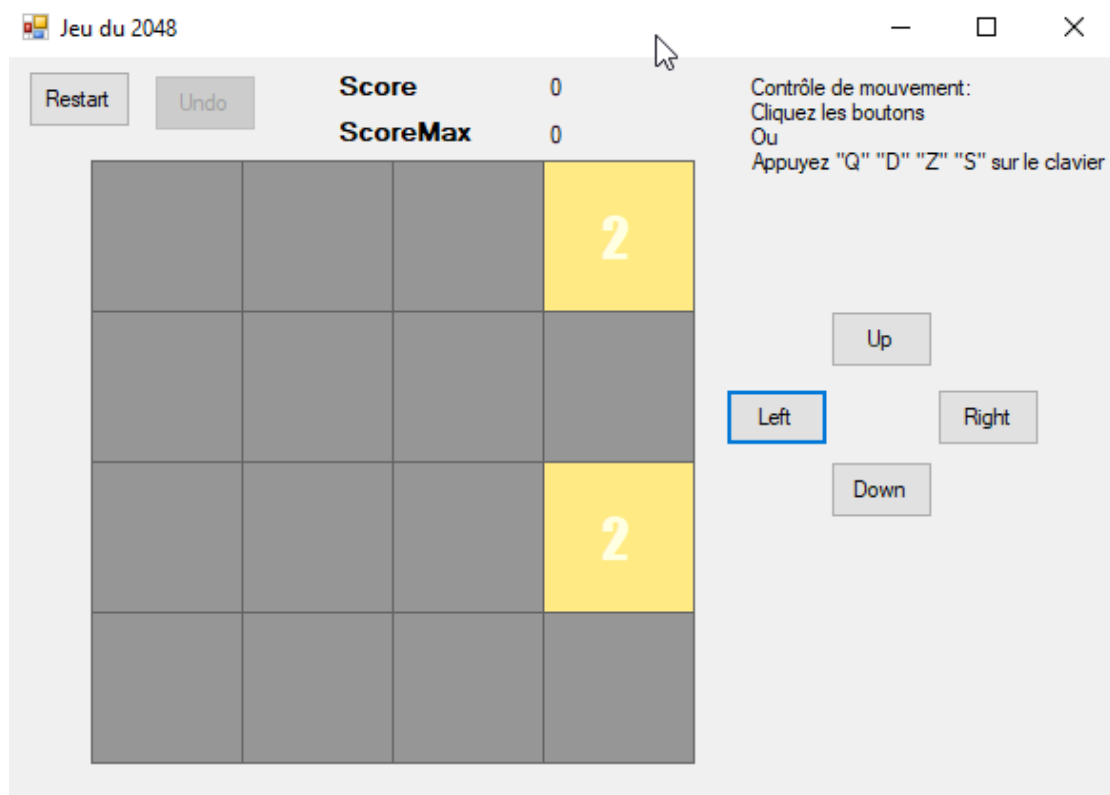 Jeu du 2048
Restart
Undo
Score 0
ScoreMax 0
Contrôle de mouvement:
Cliquez les boutons
Ou
Appuyez "Q" "D" "Z" "S" sur le clavier
2
Up
Left
Right
2
Down